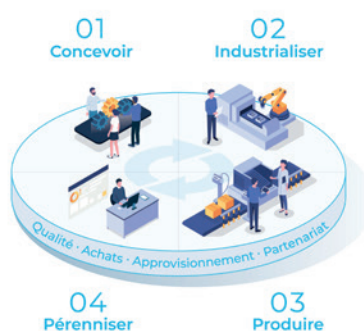 01
Concevoir
02
Industrialiser
Qualité · Achats · Approvisionnement · Partenariat
04
Pérenniser
03
Produire